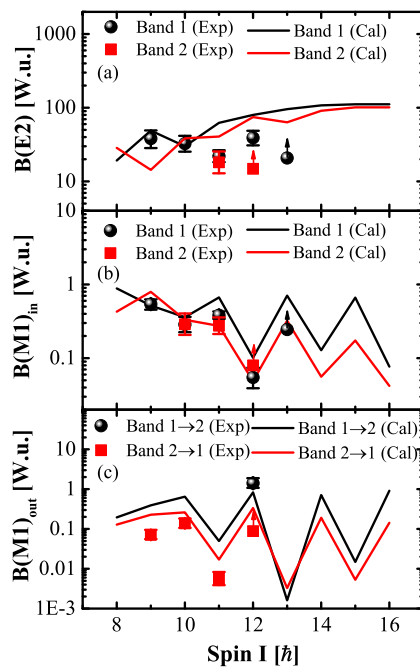 Band 1 (Exp) Band 1 (Cal)
Band 2 (Exp) Band 2 (Cal)
(a)
B(E2) [W.u.]
1000
100
10
Band 1 (Exp) Band 1 (Cal)
Band 2 (Exp) Band 2 (Cal)
(b)
B(M1)in [W.u.]
1
0.1
Band 1→2 (Exp) Band 1→2 (Cal)
Band 2→1 (Exp) Band 2→1 (Cal)
(c)
B(M1)out [W.u.]
10
1
0.1
0.01
1E-3
8 10 12 14 16
Spin I [ℏ]